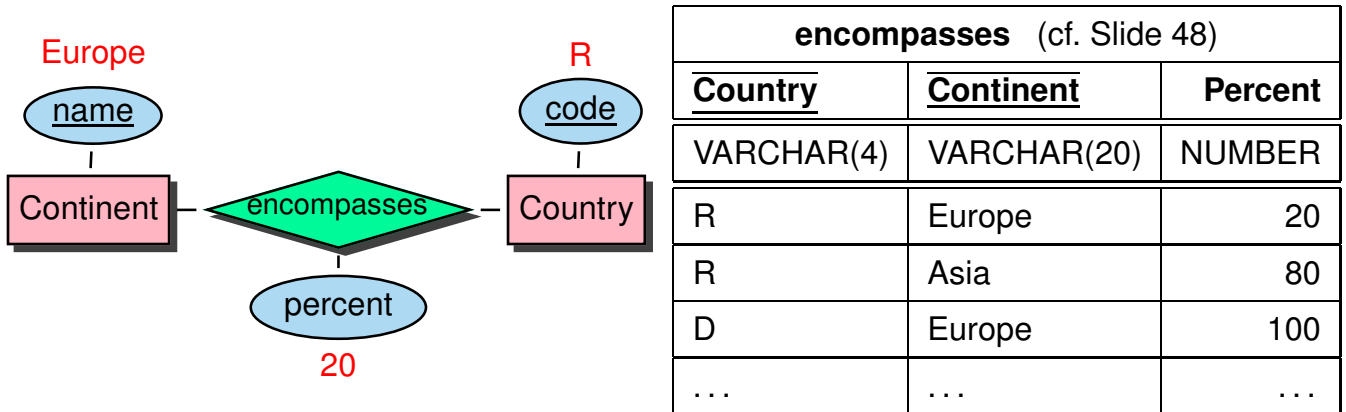 Europe
R
name
code
Continent
encompasses
Country
percent
20
encompasses (cf. Slide 48)
Country Continent Percent
VARCHAR(4) VARCHAR(20) NUMBER
R Europe 20
R Asia 80
D Europe 100
. . . . . . . . .